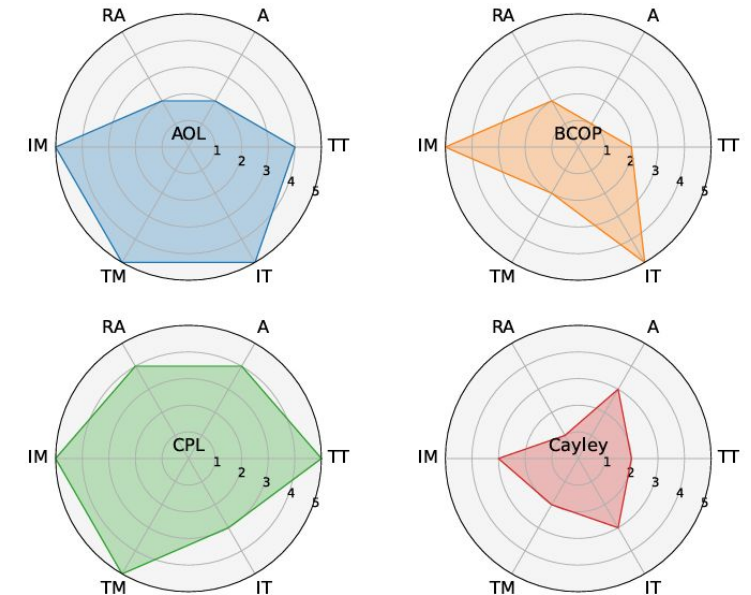 RA A
IM AOL TT
1 2 3 4 5
TM IT
RA A
IM BCOP TT
1 2 3 4 5
TM IT
RA A
IM CPL TT
1 2 3 4 5
TM IT
RA A
IM Cayley TT
1 2 3 4 5
TM IT